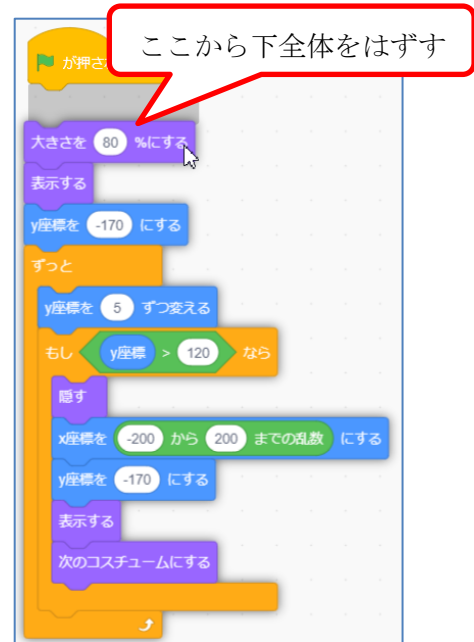 ここから下全体をはずす
が押さ
大きさを 80 %にする
表示する
y座標を -170 にする
ずっと
y座標を 5 ずつ変える
もし y座標 > 120 なら
隠す
x座標を -200 から 200 までの乱数 にする
y座標を -170 にする
表示する
次のコスチュームにする